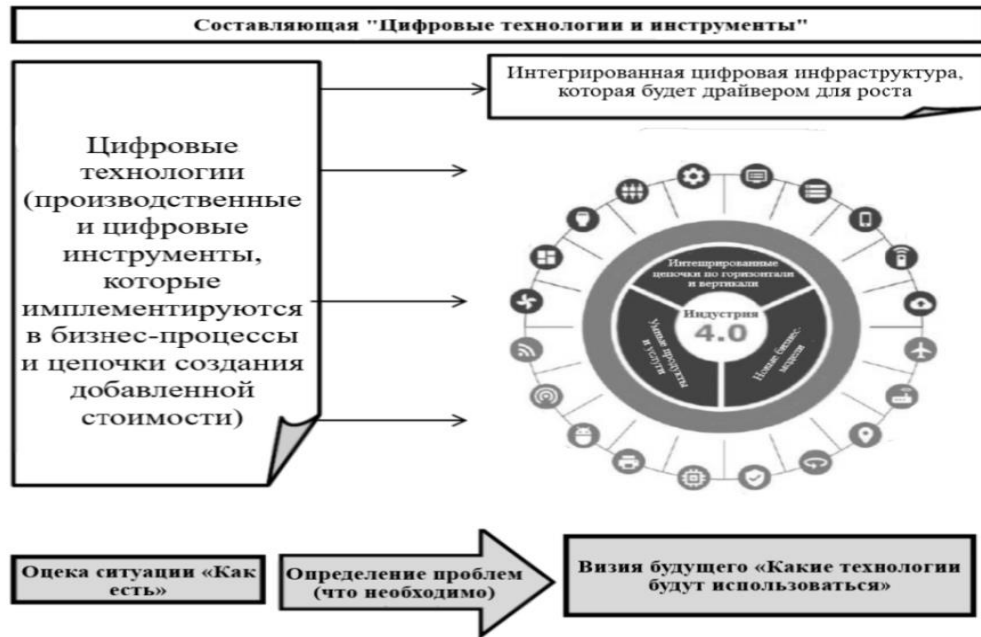 Составляющая "Цифровые технологии и инструменты"
Интегрированная цифровая инфраструктура,
которая будет драйвером для роста
Цифровые
технологии
(производственные
и цифровые
инструменты,
которые
имплементируются
в бизнес-процессы
и цепочки создания
добавленной
стоимости)
Интешрированные
цепочки по горизонтали
и вертикали
Индустрия
4.0
Умные продукты
и услуги
Новые бизнес-
модели
Оцека ситуации «Как
есть»
Определение проблем
(что необходимо)
Визия будущего «Какие технологии
будут использоваться»